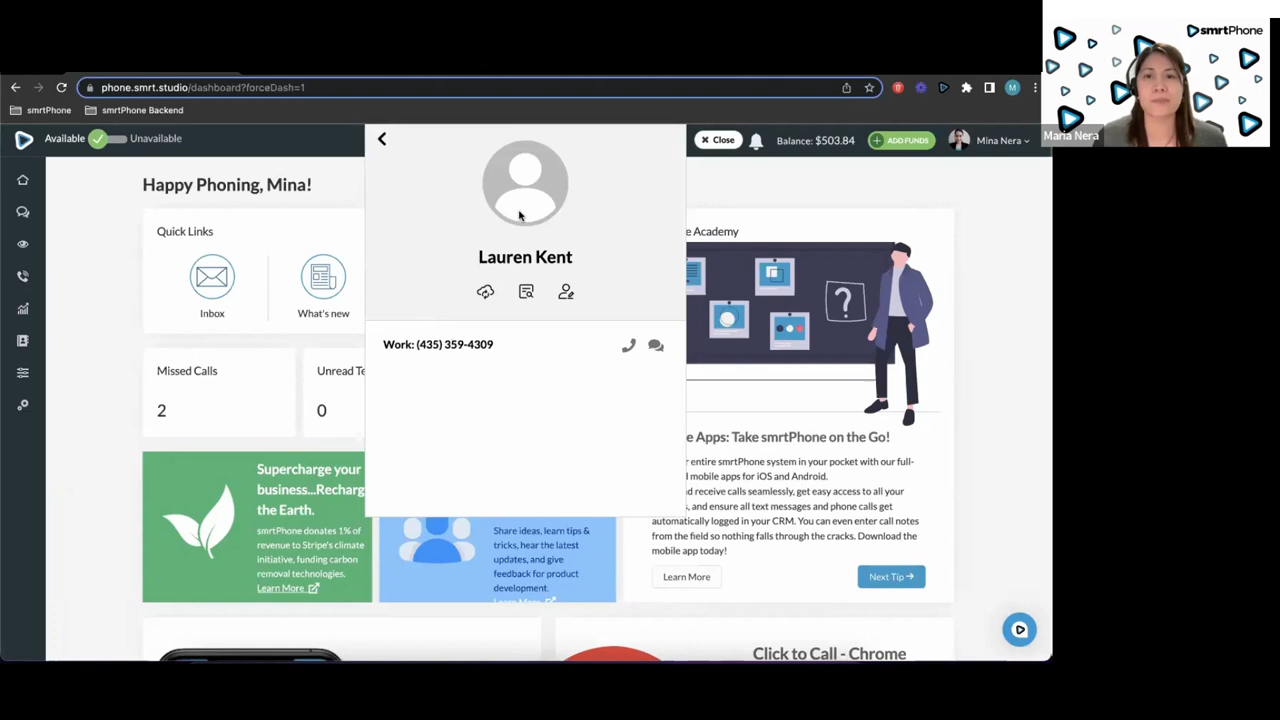 smrtPhone
Maria Nera
phone.smrt.studio/dashboard?forceDash=1
M
smrtPhone
smrtPhone Backend
Available
Unavailable
Close
Balance: $503.84
ADD FUNDS
Mina Nera
Happy Phoning, Mina!
Quick Links
Inbox
What's new
Missed Calls
2
Unread Te
0
Lauren Kent
Work: (435) 359-4309
e Academy
?
Supercharge your
business...Recharg
the Earth.
smrtPhone donates 1% of
revenue to Stripe's climate
initiative, funding carbon
removal technologies.
Learn More
Share ideas, learn tips &
tricks, hear the latest
updates, and give
feedback for product
development.
Learn More
e Apps: Take smrtPhone on the Go!
r entire smrtPhone system in your pocket with our full-
d mobile apps for iOS and Android.
nd receive calls seamlessly, get easy access to all your
s, and ensure all text messages and phone calls get
automatically logged in your CRM. You can even enter call notes
from the field so nothing falls through the cracks. Download the
mobile app today!
Learn More
Next Tip
Click to Call - Chrome